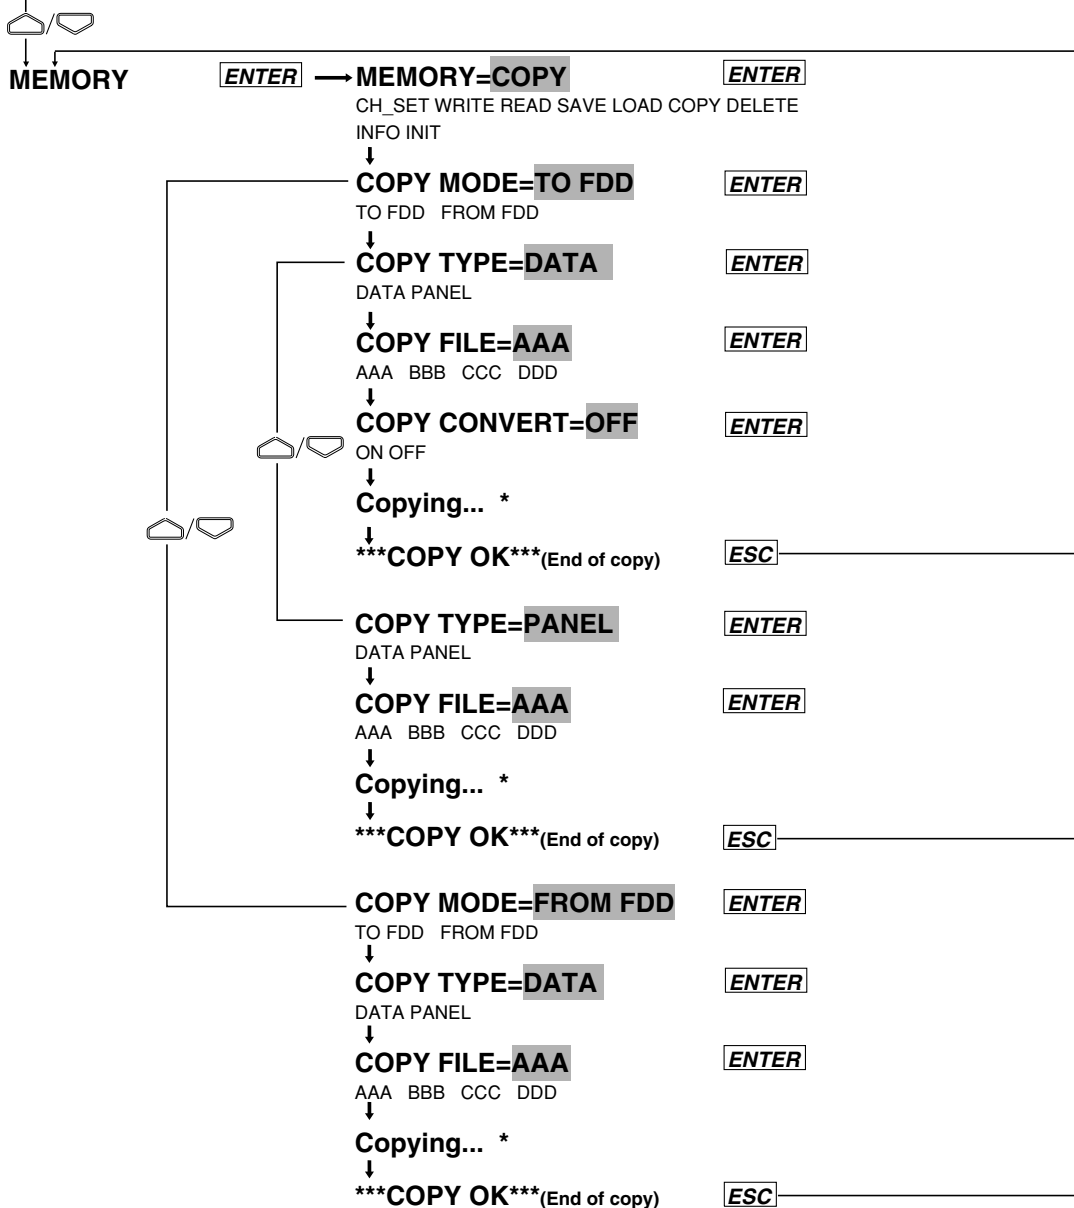 /
MEMORY ENTER MEMORY=COPY ENTER
CH_SET WRITE READ SAVE LOAD COPY DELETE
INFO INIT
COPY MODE=TO FDD ENTER
TO FDD FROM FDD
COPY TYPE=DATA ENTER
DATA PANEL
COPY FILE=AAA ENTER
AAA BBB CCC DDD
COPY CONVERT=OFF ENTER
/
ON OFF
Copying... *
/
***COPY OK***(End of copy) ESC
COPY TYPE=PANEL ENTER
DATA PANEL
COPY FILE=AAA ENTER
AAA BBB CCC DDD
Copying... *
***COPY OK***(End of copy) ESC
COPY MODE=FROM FDD ENTER
TO FDD FROM FDD
COPY TYPE=DATA ENTER
DATA PANEL
COPY FILE=AAA ENTER
AAA BBB CCC DDD
Copying... *
***COPY OK***(End of copy) ESC